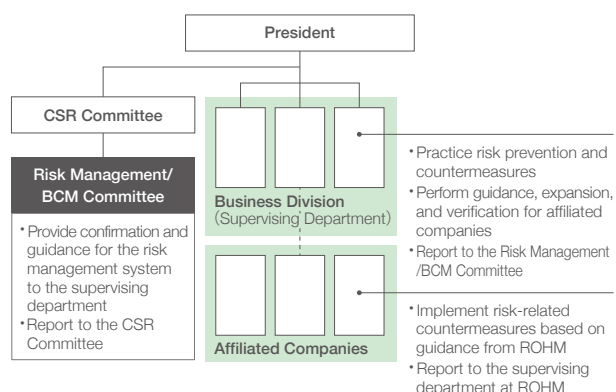 President
CSR Committee
Risk Management/
BCM Committee
• Provide confirmation and
guidance for the risk
management system
to the supervising
department
• Report to the CSR
Committee
Business Division
(Supervising Department)
Affiliated Companies
• Practice risk prevention and
countermeasures
• Perform guidance, expansion,
and verification for affiliated
companies
• Report to the Risk Management
/BCM Committee
• Implement risk-related
countermeasures based on
guidance from ROHM
• Report to the supervising
department at ROHM